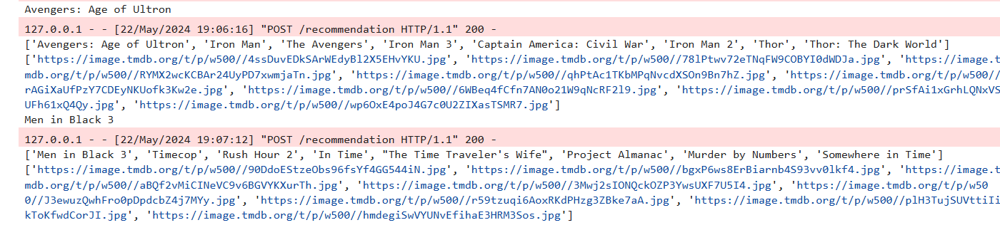 Avengers: Age of Ultron
127.0.0.1 - - [22/May/2024 19:06:16] "POST /recommendation HTTP/1.1" 200 -
['Avengers: Age of Ultron', 'Iron Man', 'The Avengers', 'Iron Man 3', 'Captain America: Civil War', 'Iron Man 2', 'Thor', 'Thor: The Dark World']
['https://image.tmdb.org/t/p/w500//4ssDuvEDkSArWEdyBl2X5EHvYKU.jpg', 'https://image.tmdb.org/t/p/w500//78lPtwv72eTNqFW9COBYI0dWDJa.jpg', 'https://image.t
mdb.org/t/p/w500//RYMX2wcKCBAr24UyPD7xwmjaTn.jpg', 'https://image.tmdb.org/t/p/w500//qhPtAc1TKbMPqNvcdXSOn9Bn7hZ.jpg', 'https://image.tmdb.org/t/p/w500//
rAGiXaUfPzY7CDEyNKUofk3Kw2e.jpg', 'https://image.tmdb.org/t/p/w500//6WBeq4fCfn7AN0o21W9qNcRF2l9.jpg', 'https://image.tmdb.org/t/p/w500//prSfAi1xGrhLQNxVS
UFh61xQ4Qy.jpg', 'https://image.tmdb.org/t/p/w500//wp6OxE4poJ4G7c0U2ZIXasTSMR7.jpg']
Men in Black 3
127.0.0.1 - - [22/May/2024 19:07:12] "POST /recommendation HTTP/1.1" 200 -
['Men in Black 3', 'Timecop', 'Rush Hour 2', 'In Time', "The Time Traveler's Wife", 'Project Almanac', 'Murder by Numbers', 'Somewhere in Time']
['https://image.tmdb.org/t/p/w500//90DdoEStzeObs96fsYf4GG544iN.jpg', 'https://image.tmdb.org/t/p/w500//bgxP6ws8ErBiarnb4S93vv0lkf4.jpg', 'https://image.t
mdb.org/t/p/w500//aBQf2vMiCINeVC9v6BGVYKXurTh.jpg', 'https://image.tmdb.org/t/p/w500//3Mwj2sIONQckOZP3YwsUXF7U5I4.jpg', 'https://image.tmdb.org/t/p/w50
0//J3ewuzQwhFro0pDpdcbZ4j7MYy.jpg', 'https://image.tmdb.org/t/p/w500//r59tzuqi6AoxRKdPHzg3ZBke7aA.jpg', 'https://image.tmdb.org/t/p/w500//plH3TujSUVttiIi
kToKfwdCorJI.jpg', 'https://image.tmdb.org/t/p/w500//hmdegiSwVYUNvEfihaE3HRM3Sos.jpg']